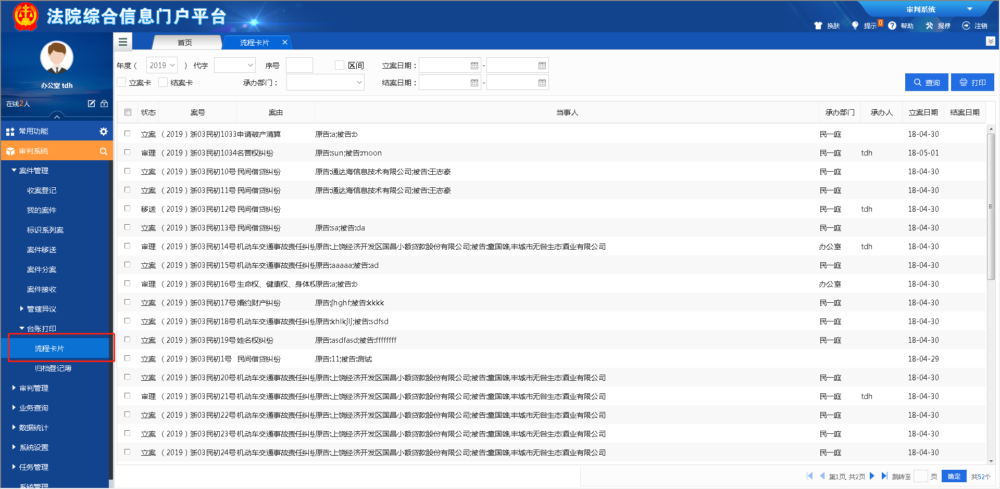 法院综合信息门户平台
审判系统
换肤 提示 0 帮助 报修 注销
首页 流程卡片
办公室 tdh
在线2人
常用功能
审判系统
案件管理
收案登记
我的案件
标识系列案
案件移送
案件分案
案件接收
管辖异议
台账打印
流程卡片
归档登记薄
审判管理
业务查询
数据统计
系统设置
任务管理
系统管理
年度（ 2019 ）代字 序号 区间 立案日期： -
立案卡 结案卡 承办部门： 结案日期： -
查询 打印
状态 案号 案由 当事人 承办部门 承办人 立案日期 结案日期
立案 （2019）浙03民初1033 申请破产清算 原告:a;被告:b 民一庭 18-04-30
审理 （2019）浙03民初1034 名誉权纠纷 原告:sun;被告:moon 民一庭 tdh 18-05-01
立案 （2019）浙03民初10号 民间借贷纠纷 原告:通达海信息技术有限公司;被告:王志豪 民一庭 18-04-30
立案 （2019）浙03民初11号 民间借贷纠纷 原告:通达海信息技术有限公司;被告:王志豪 民一庭 18-04-30
移送 （2019）浙03民初12号 民间借贷纠纷 民一庭 tdh 18-04-30
立案 （2019）浙03民初13号 民间借贷纠纷 原告:sa;被告:da 民一庭 18-04-30
审理 （2019）浙03民初14号 机动车交通事故责任纠 原告:上饶经济开发区国昌小额贷款股份有限公司;被告:童国雄,丰城市无咎生态酒业有限公司 办公室 tdh 18-04-30
立案 （2019）浙03民初15号 机动车交通事故责任纠 原告:aaaaa;被告:ad 民一庭 18-04-30
审理 （2019）浙03民初16号 生命权、健康权、身体权 原告:a;被告:b 办公室 18-04-30
立案 （2019）浙03民初17号 婚约财产纠纷 原告:jhghf;被告:kkkk 民一庭 18-04-30
立案 （2019）浙03民初18号 机动车交通事故责任纠 原告:khlkjlj;被告:sdfsd 民一庭 18-04-30
立案 （2019）浙03民初19号 姓名权纠纷 原告:asdfasd;被告:ffffffff 民一庭 18-04-30
立案 （2019）浙03民初1号 民间借贷纠纷 原告:11;被告:测试 18-04-29
立案 （2019）浙03民初20号 机动车交通事故责任纠 原告:上饶经济开发区国昌小额贷款股份有限公司;被告:童国雄,丰城市无咎生态酒业有限公司 民一庭 18-04-30
审理 （2019）浙03民初21号 机动车交通事故责任纠 原告:上饶经济开发区国昌小额贷款股份有限公司;被告:童国雄,丰城市无咎生态酒业有限公司 民一庭 tdh 18-04-30
立案 （2019）浙03民初22号 机动车交通事故责任纠 原告:上饶经济开发区国昌小额贷款股份有限公司;被告:童国雄,丰城市无咎生态酒业有限公司 民一庭 18-04-30
立案 （2019）浙03民初23号 机动车交通事故责任纠 原告:上饶经济开发区国昌小额贷款股份有限公司;被告:童国雄,丰城市无咎生态酒业有限公司 民一庭 18-04-30
立案 （2019）浙03民初24号 机动车交通事故责任纠 原告:上饶经济开发区国昌小额贷款股份有限公司;被告:童国雄,丰城市无咎生态酒业有限公司 民一庭 18-04-30
第1页, 共2页 跳转至 页 确定 共52个